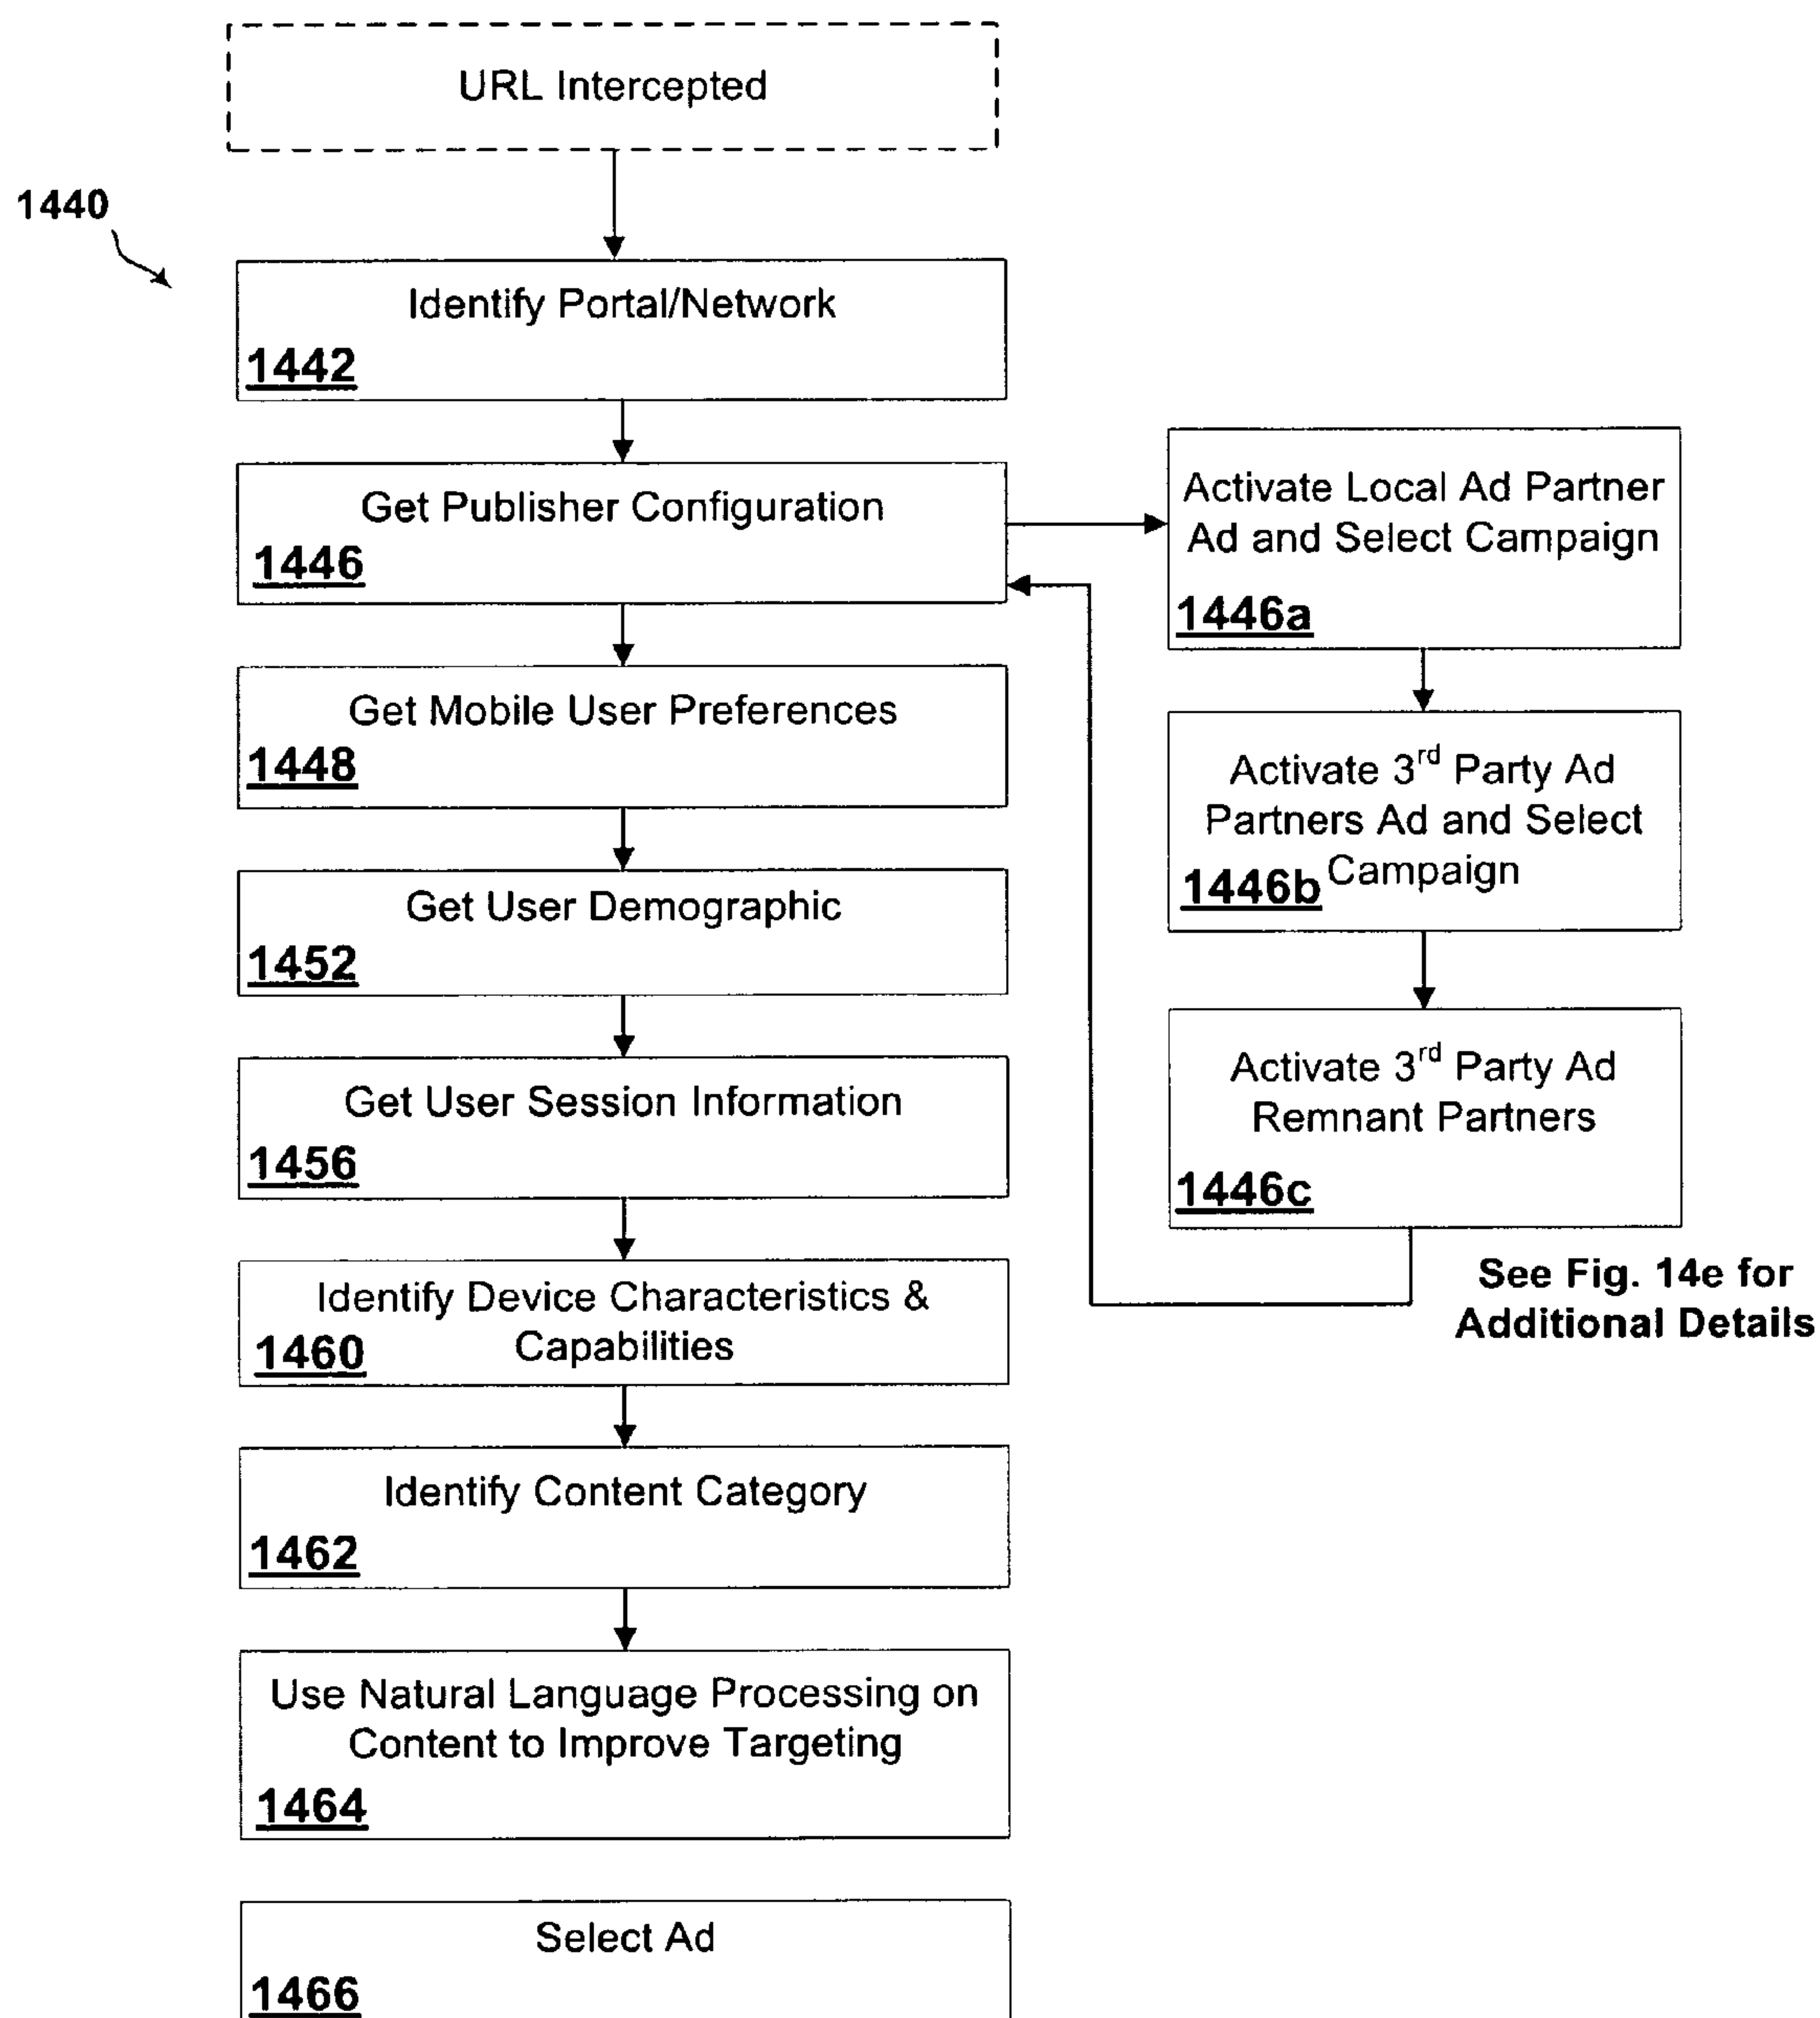 URL Intercepted
1440
Identify Portal/Network
1442
Get Publisher Configuration
1446
Activate Local Ad Partner
Ad and Select Campaign
1446a
Get Mobile User Preferences
1448
Activate 3rd Party Ad
Partners Ad and Select
Campaign
1446b
Get User Demographic
1452
Get User Session Information
1456
Activate 3rd Party Ad
Remnant Partners
1446c
See Fig. 14e for
Additional Details
Identify Device Characteristics &
Capabilities
1460
Identify Content Category
1462
Use Natural Language Processing on
Content to Improve Targeting
1464
Select Ad
1466